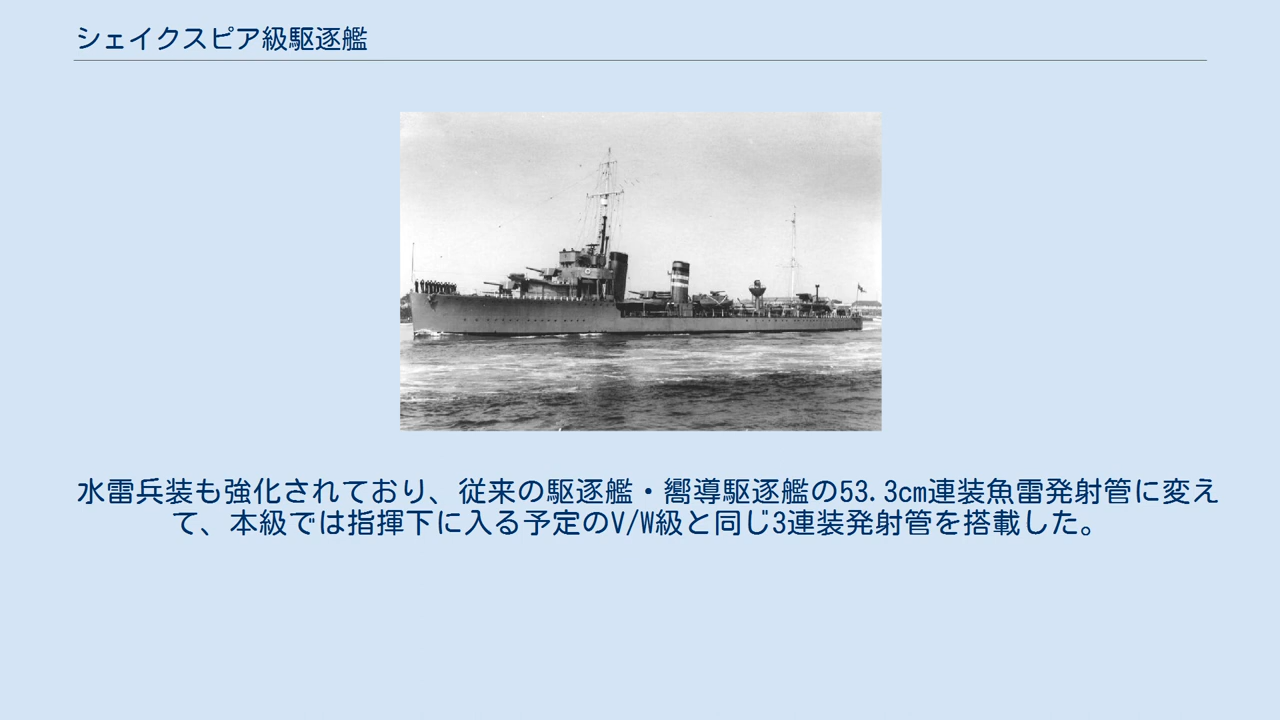 シェイクスピア級駆逐艦
水雷兵装も強化されており、従来の駆逐艦・嚮導駆逐艦の53.3cm連装魚雷発射管に変え
て、本級では指揮下に入る予定のV/W級と同じ3連装発射管を搭載した。